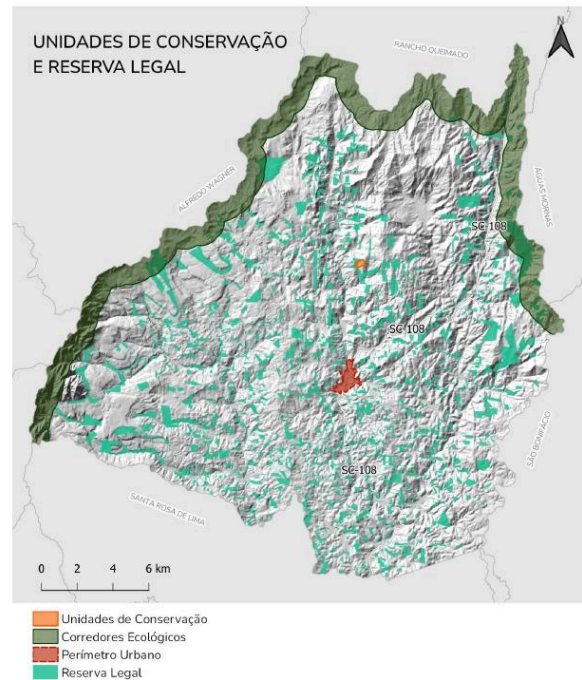 UNIDADES DE CONSERVAÇÃO
E RESERVA LEGAL
N
RANCHO QUEIMADO
ALFREDO WAGNER
ÁGUAS MORNAS
SC-108
SC-108
SC-108
SÃO BONIFÁCIO
SANTA ROSA DE LIMA
0 2 4 6 km
Unidades de Conservação
Corredores Ecológicos
Perímetro Urbano
Reserva Legal